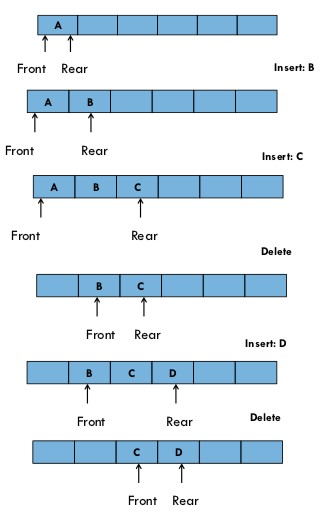 A
Front Rear
Insert: B
A B
Front Rear
Insert: C
A B C
Front Rear
Delete
B C
Front Rear
Insert: D
B C D
Front Rear
Delete
C D
Front Rear